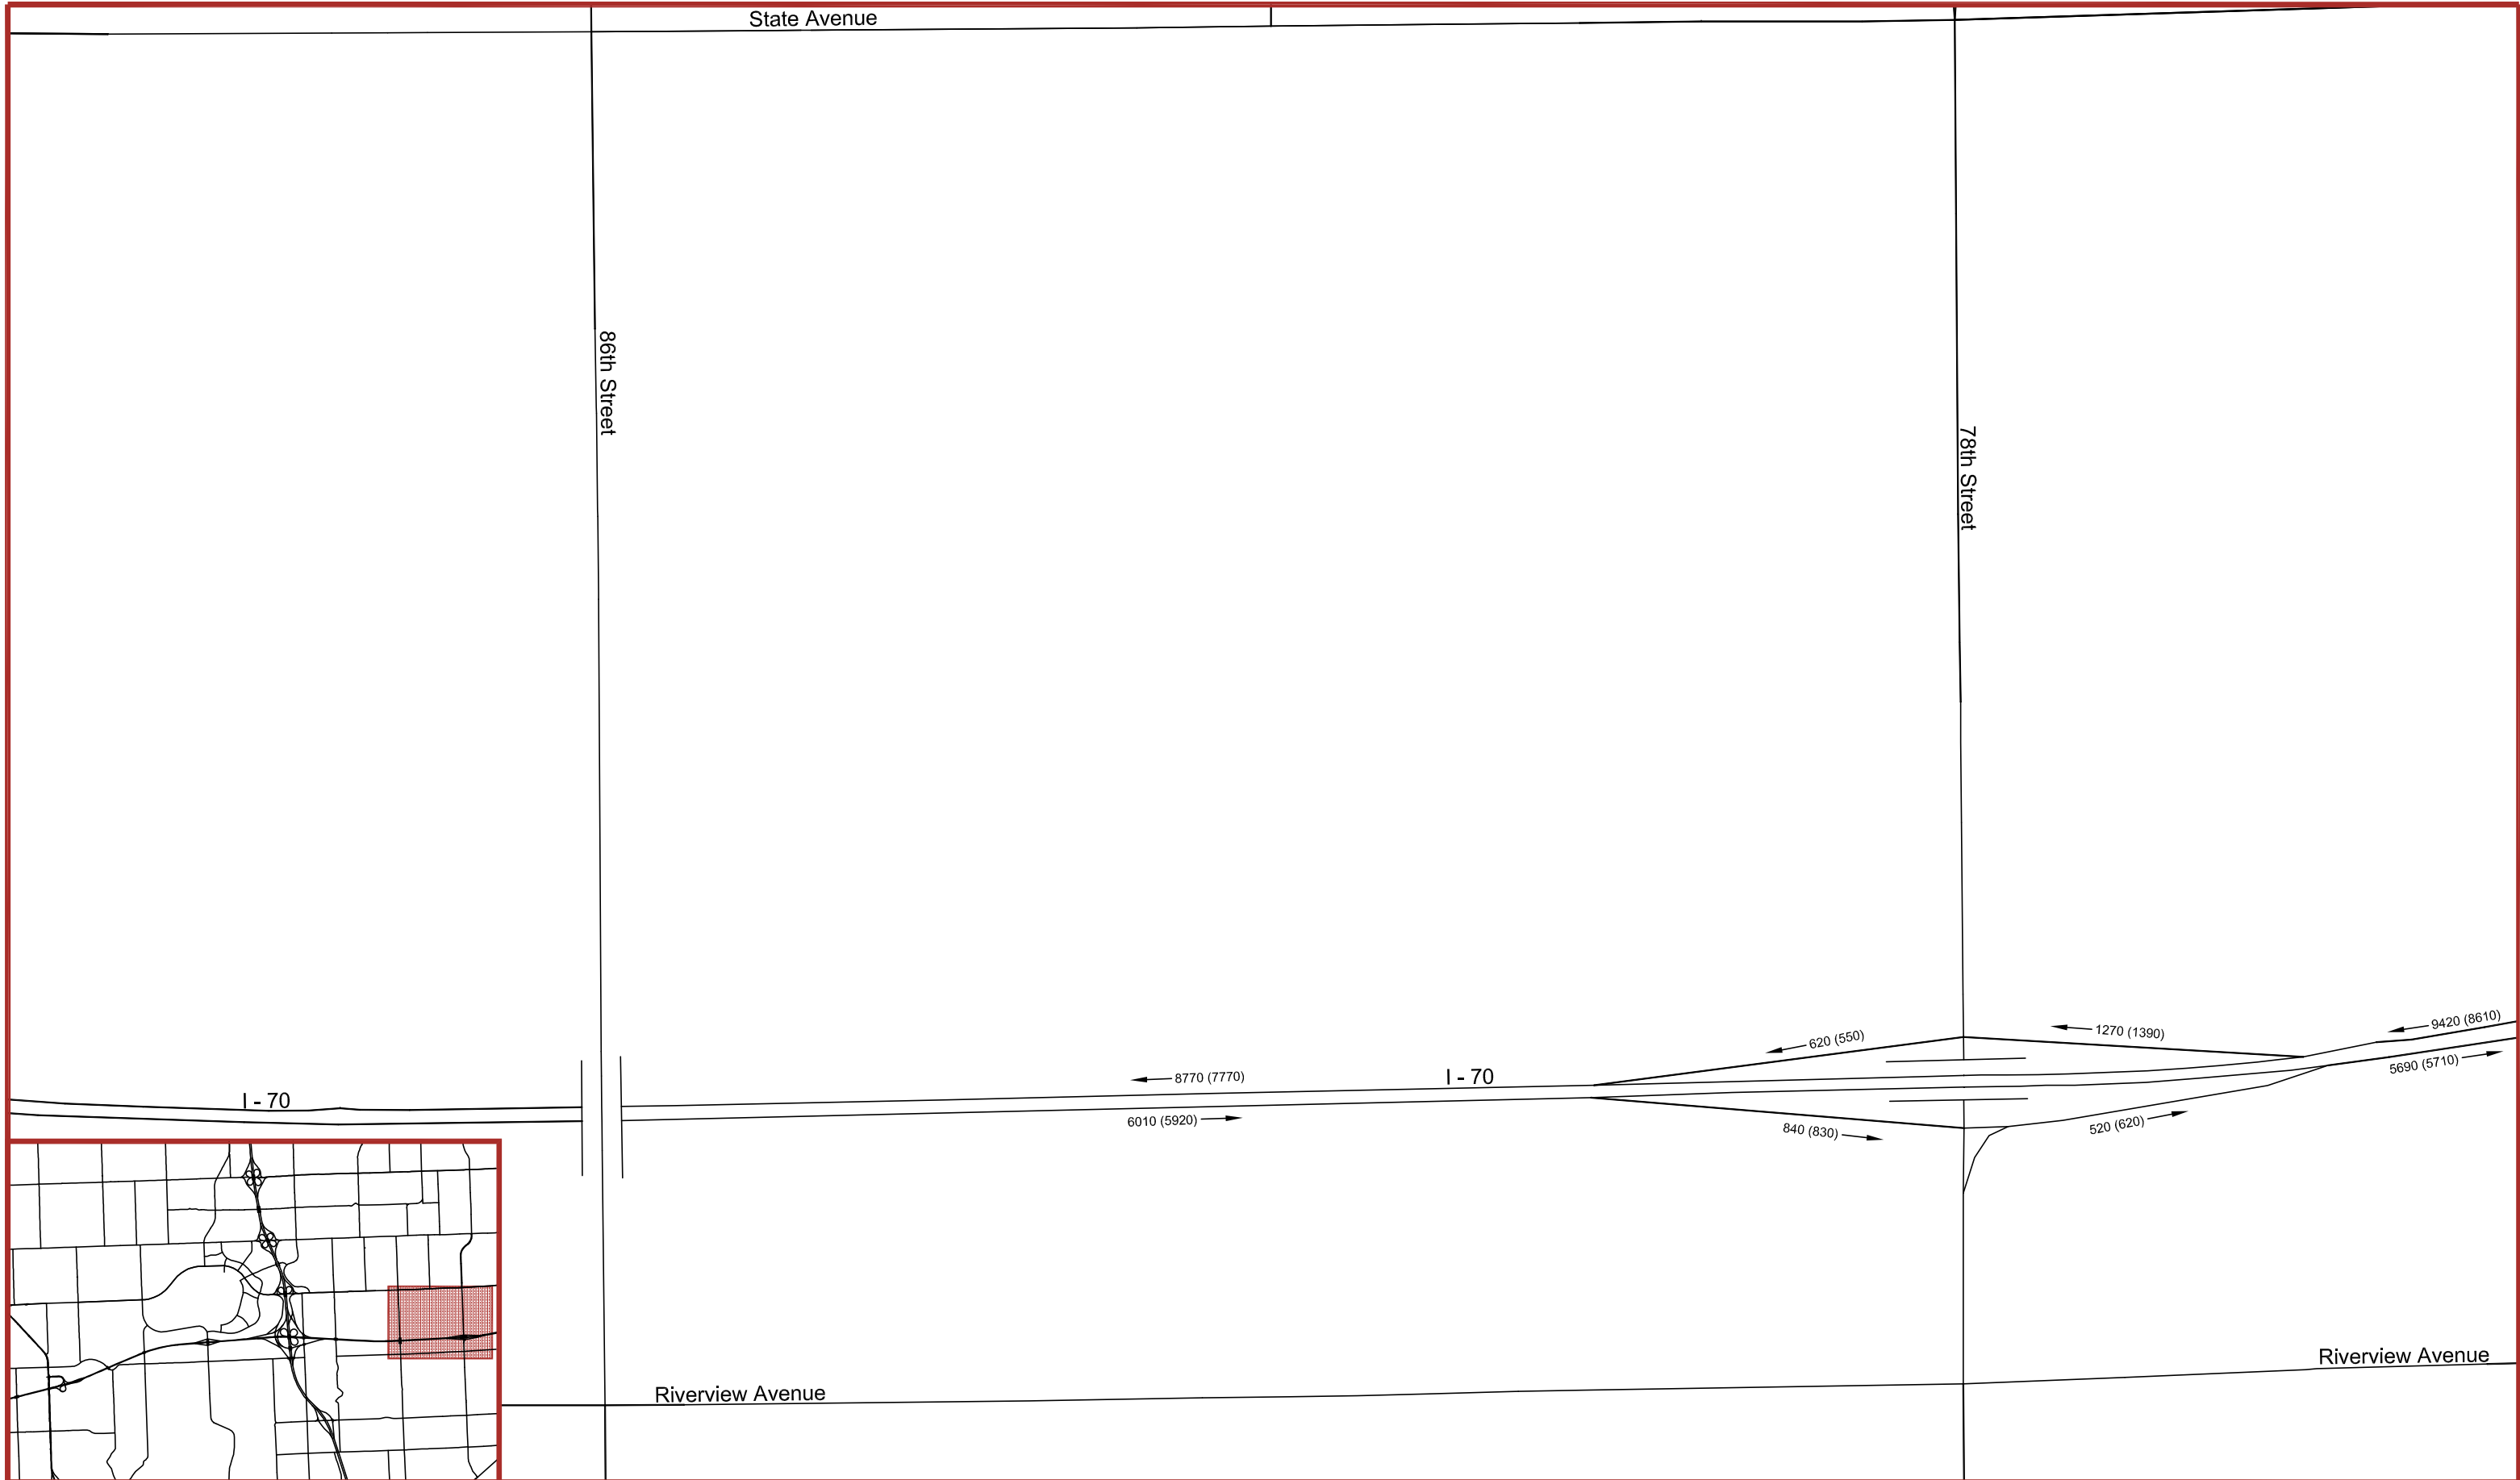 State Avenue
86th Street
78th Street
9420 (8610)
1270 (1390)
620 (550)
5690 (5710)
8770 (7770)
I - 70
I - 70
6010 (5920)
840 (830)
520 (620)
Riverview Avenue
Riverview Avenue